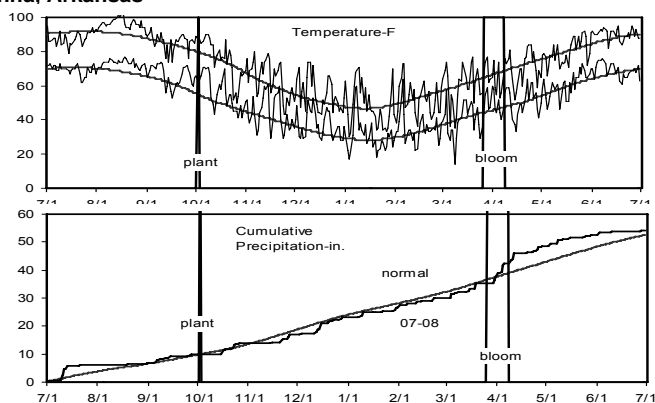 Arkansas
100
Temperature-F
80
60
40
20
plant
bloom
0
7/1 8/1 9/1 10/1 11/1 12/1 1/1 2/1 3/1 4/1 5/1 6/1 7/1
60
Cumulative
Precipitation-in.
50
normal
40
30
plant
07-08
20
bloom
10
0
7/1 8/1 9/1 10/1 11/1 12/1 1/1 2/1 3/1 4/1 5/1 6/1 7/1